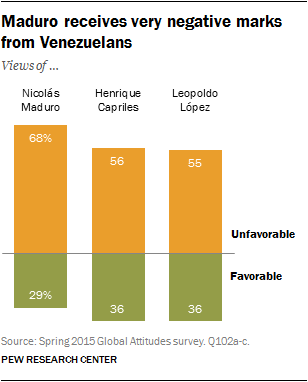 Maduro receives very negative marks
from Venezuelans
Views of ...
Nicolás
Maduro
Henrique
Capriles
Leopoldo
López
68%
56
55
Unfavorable
Favorable
29%
36
36
Source: Spring 2015 Global Attitudes survey. Q102a-c.
PEW RESEARCH CENTER